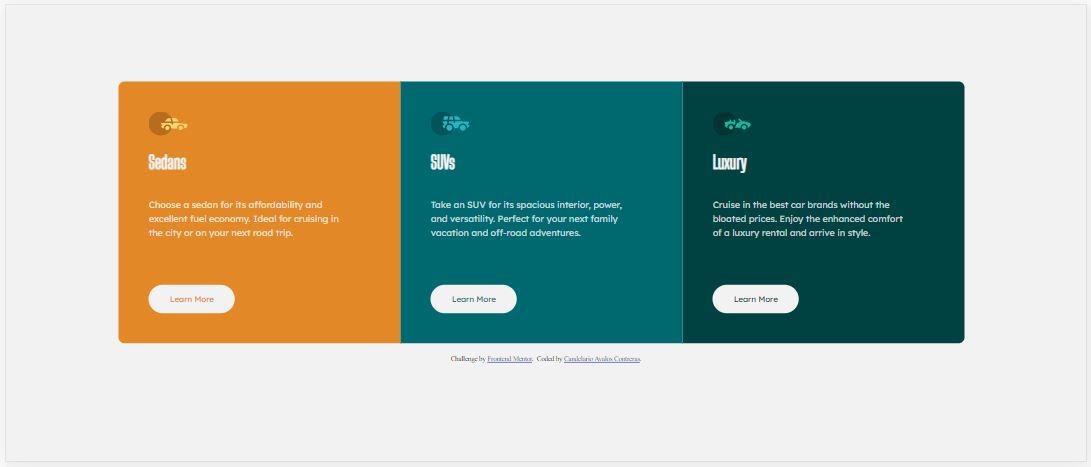 Sedans
Choose a sedan for its affordability and
excellent fuel economy. Ideal for cruising in
the city or on your next road trip.
Learn More
SUVs
Take an SUV for its spacious interior, power,
and versatility. Perfect for your next family
vacation and off-road adventures.
Learn More
Luxury
Cruise in the best car brands without the
bloated prices. Enjoy the enhanced comfort
of a luxury rental and arrive in style.
Learn More
Challenge by Frontend Mentor. Coded by Candelario Avalos Contreras.